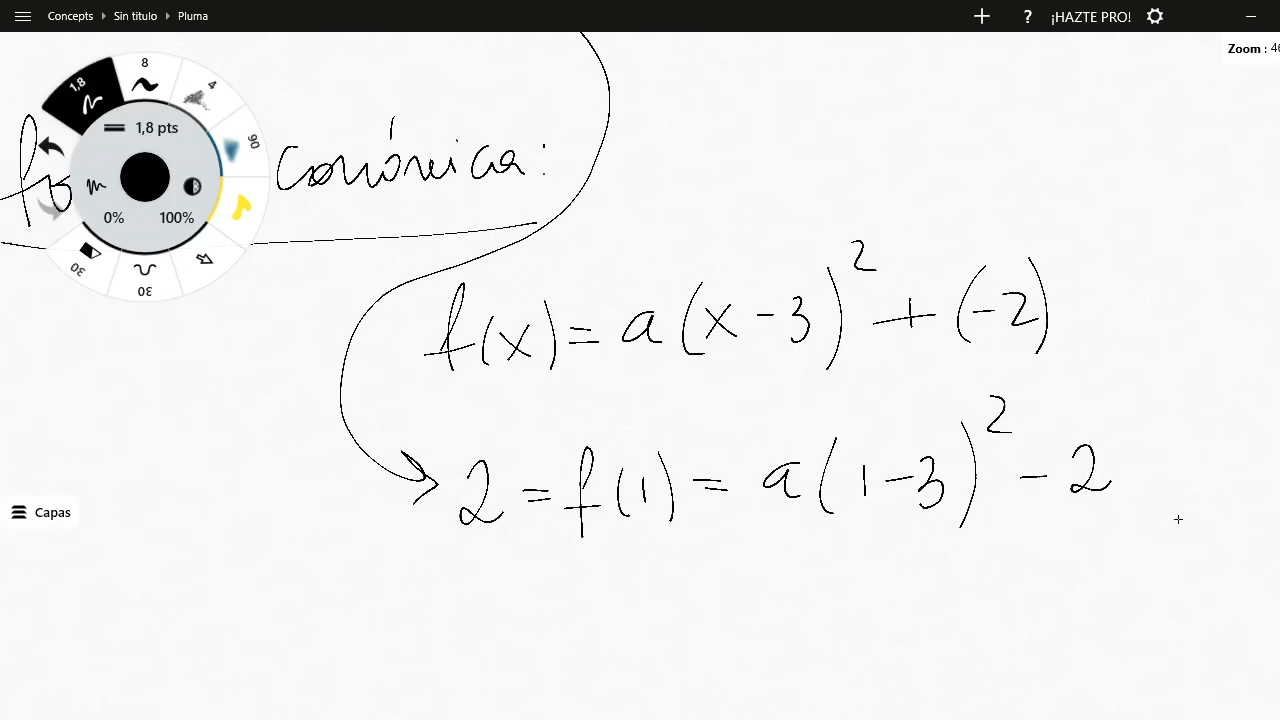 Concepts Sin título Pluma ? ¡HAZTE PRO!
Zoom : 46
1,8 8 4 90
1,8 pts
0% 100%
30 30
canónica:
f(x) = a(x-3)² + (-2)
2 = f(1) = a(1-3)² - 2
Capas